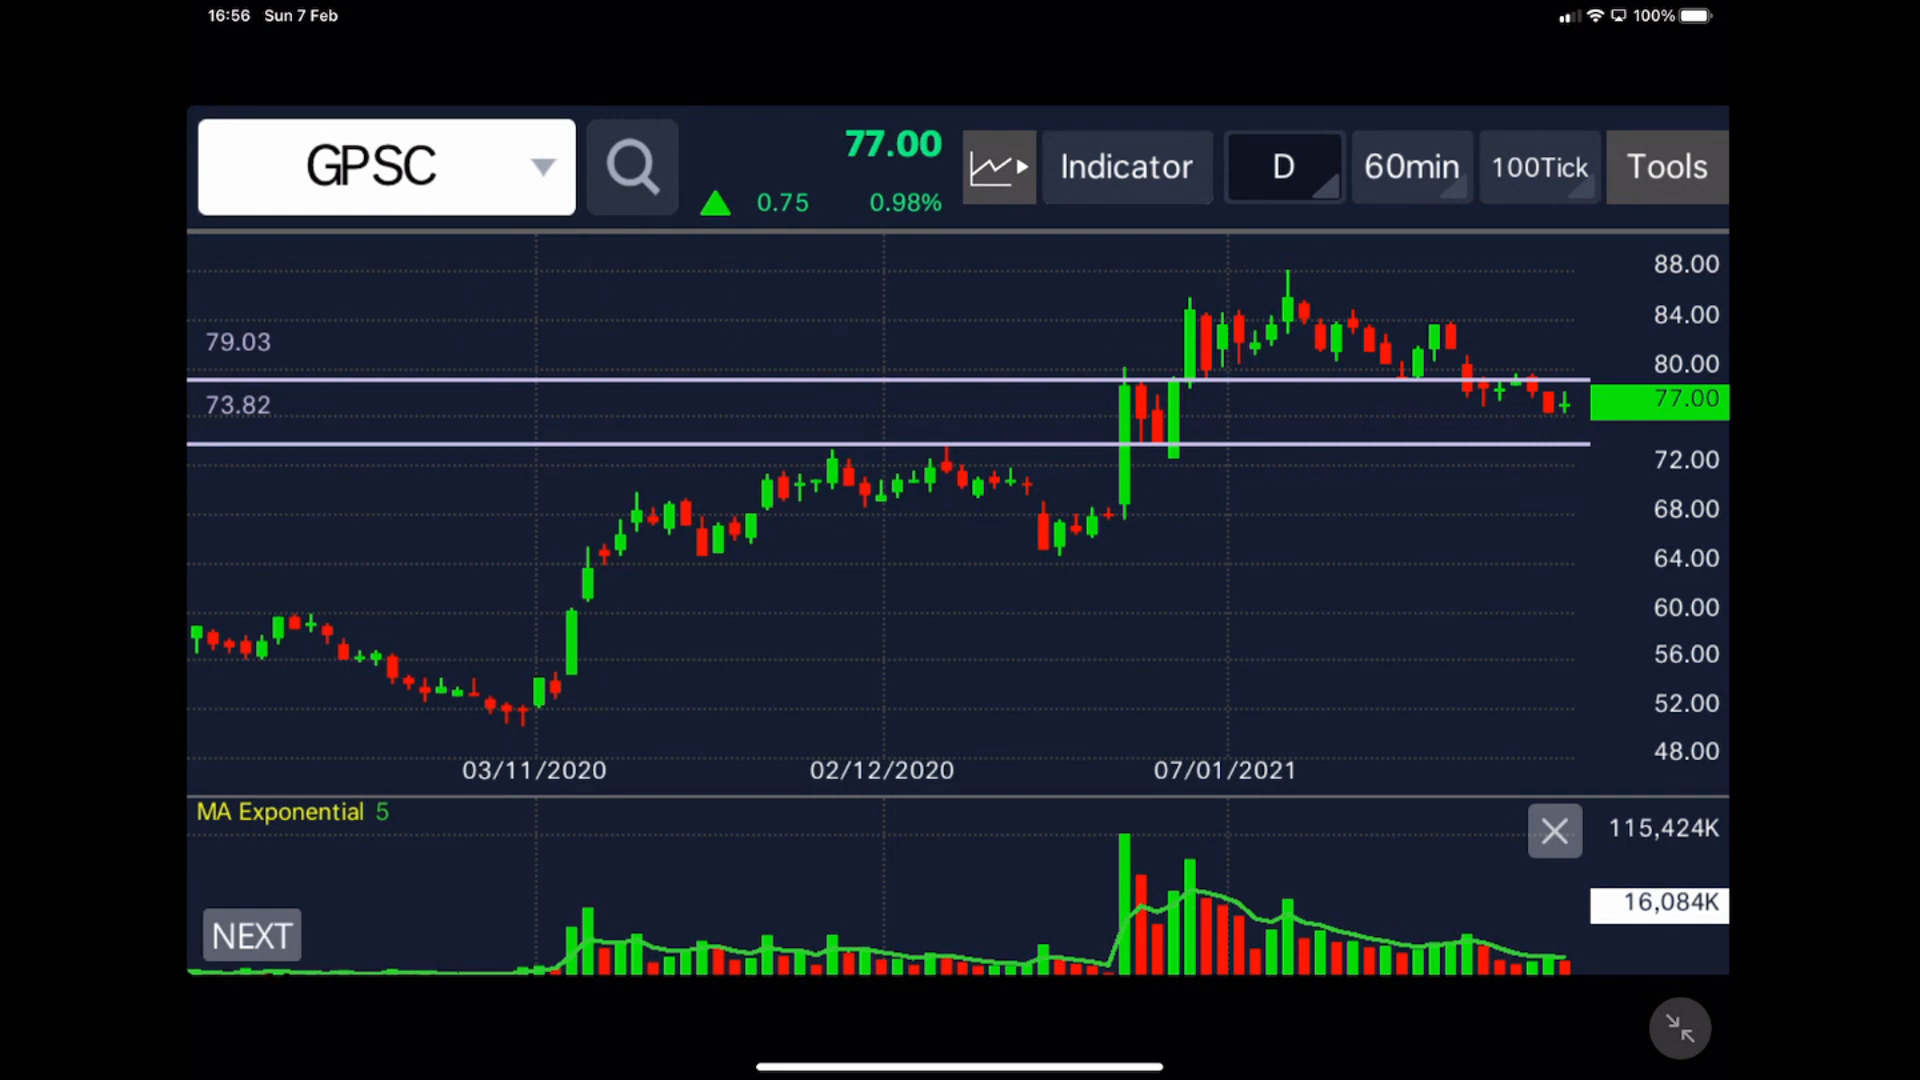 16:56 Sun 7 Feb
100%
GPSC
77.00
0.75 0.98%
Indicator
D
60min
100Tick
Tools
88.00
84.00
79.03
80.00
77.00
73.82
72.00
68.00
64.00
60.00
56.00
52.00
48.00
03/11/2020 02/12/2020 07/01/2021
MA Exponential 5
115,424K
16,084K
NEXT